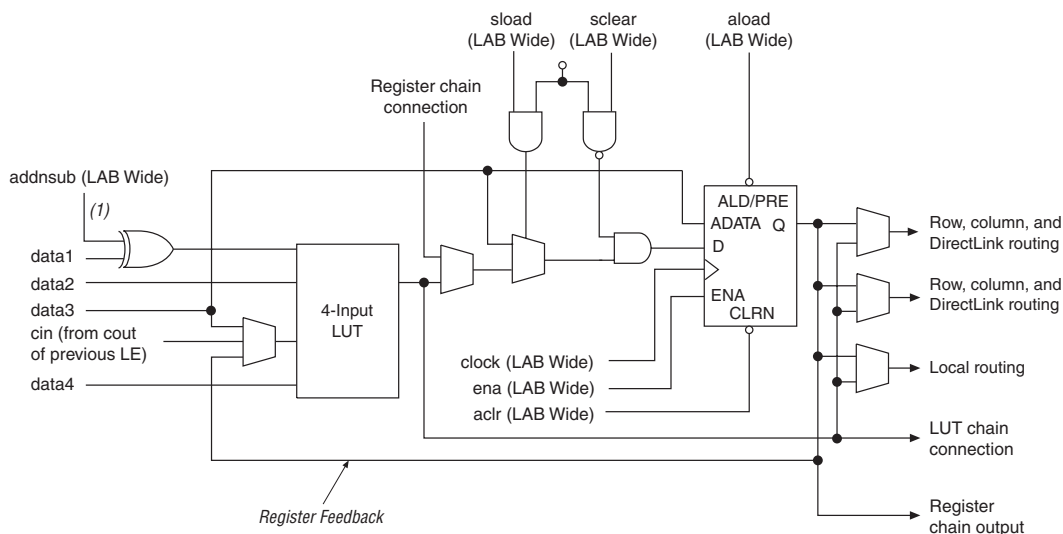 sload
(LAB Wide)
sclear
(LAB Wide)
aload
(LAB Wide)
Register chain
connection
addnsub (LAB Wide)
(1)
data1
data2
data3
cin (from cout
of previous LE)
data4
4-Input
LUT
ALD/PRE
ADATA Q
D
ENA
CLRN
clock (LAB Wide)
ena (LAB Wide)
aclr (LAB Wide)
Row, column, and
DirectLink routing
Row, column, and
DirectLink routing
Local routing
LUT chain
connection
Register
chain output
Register Feedback